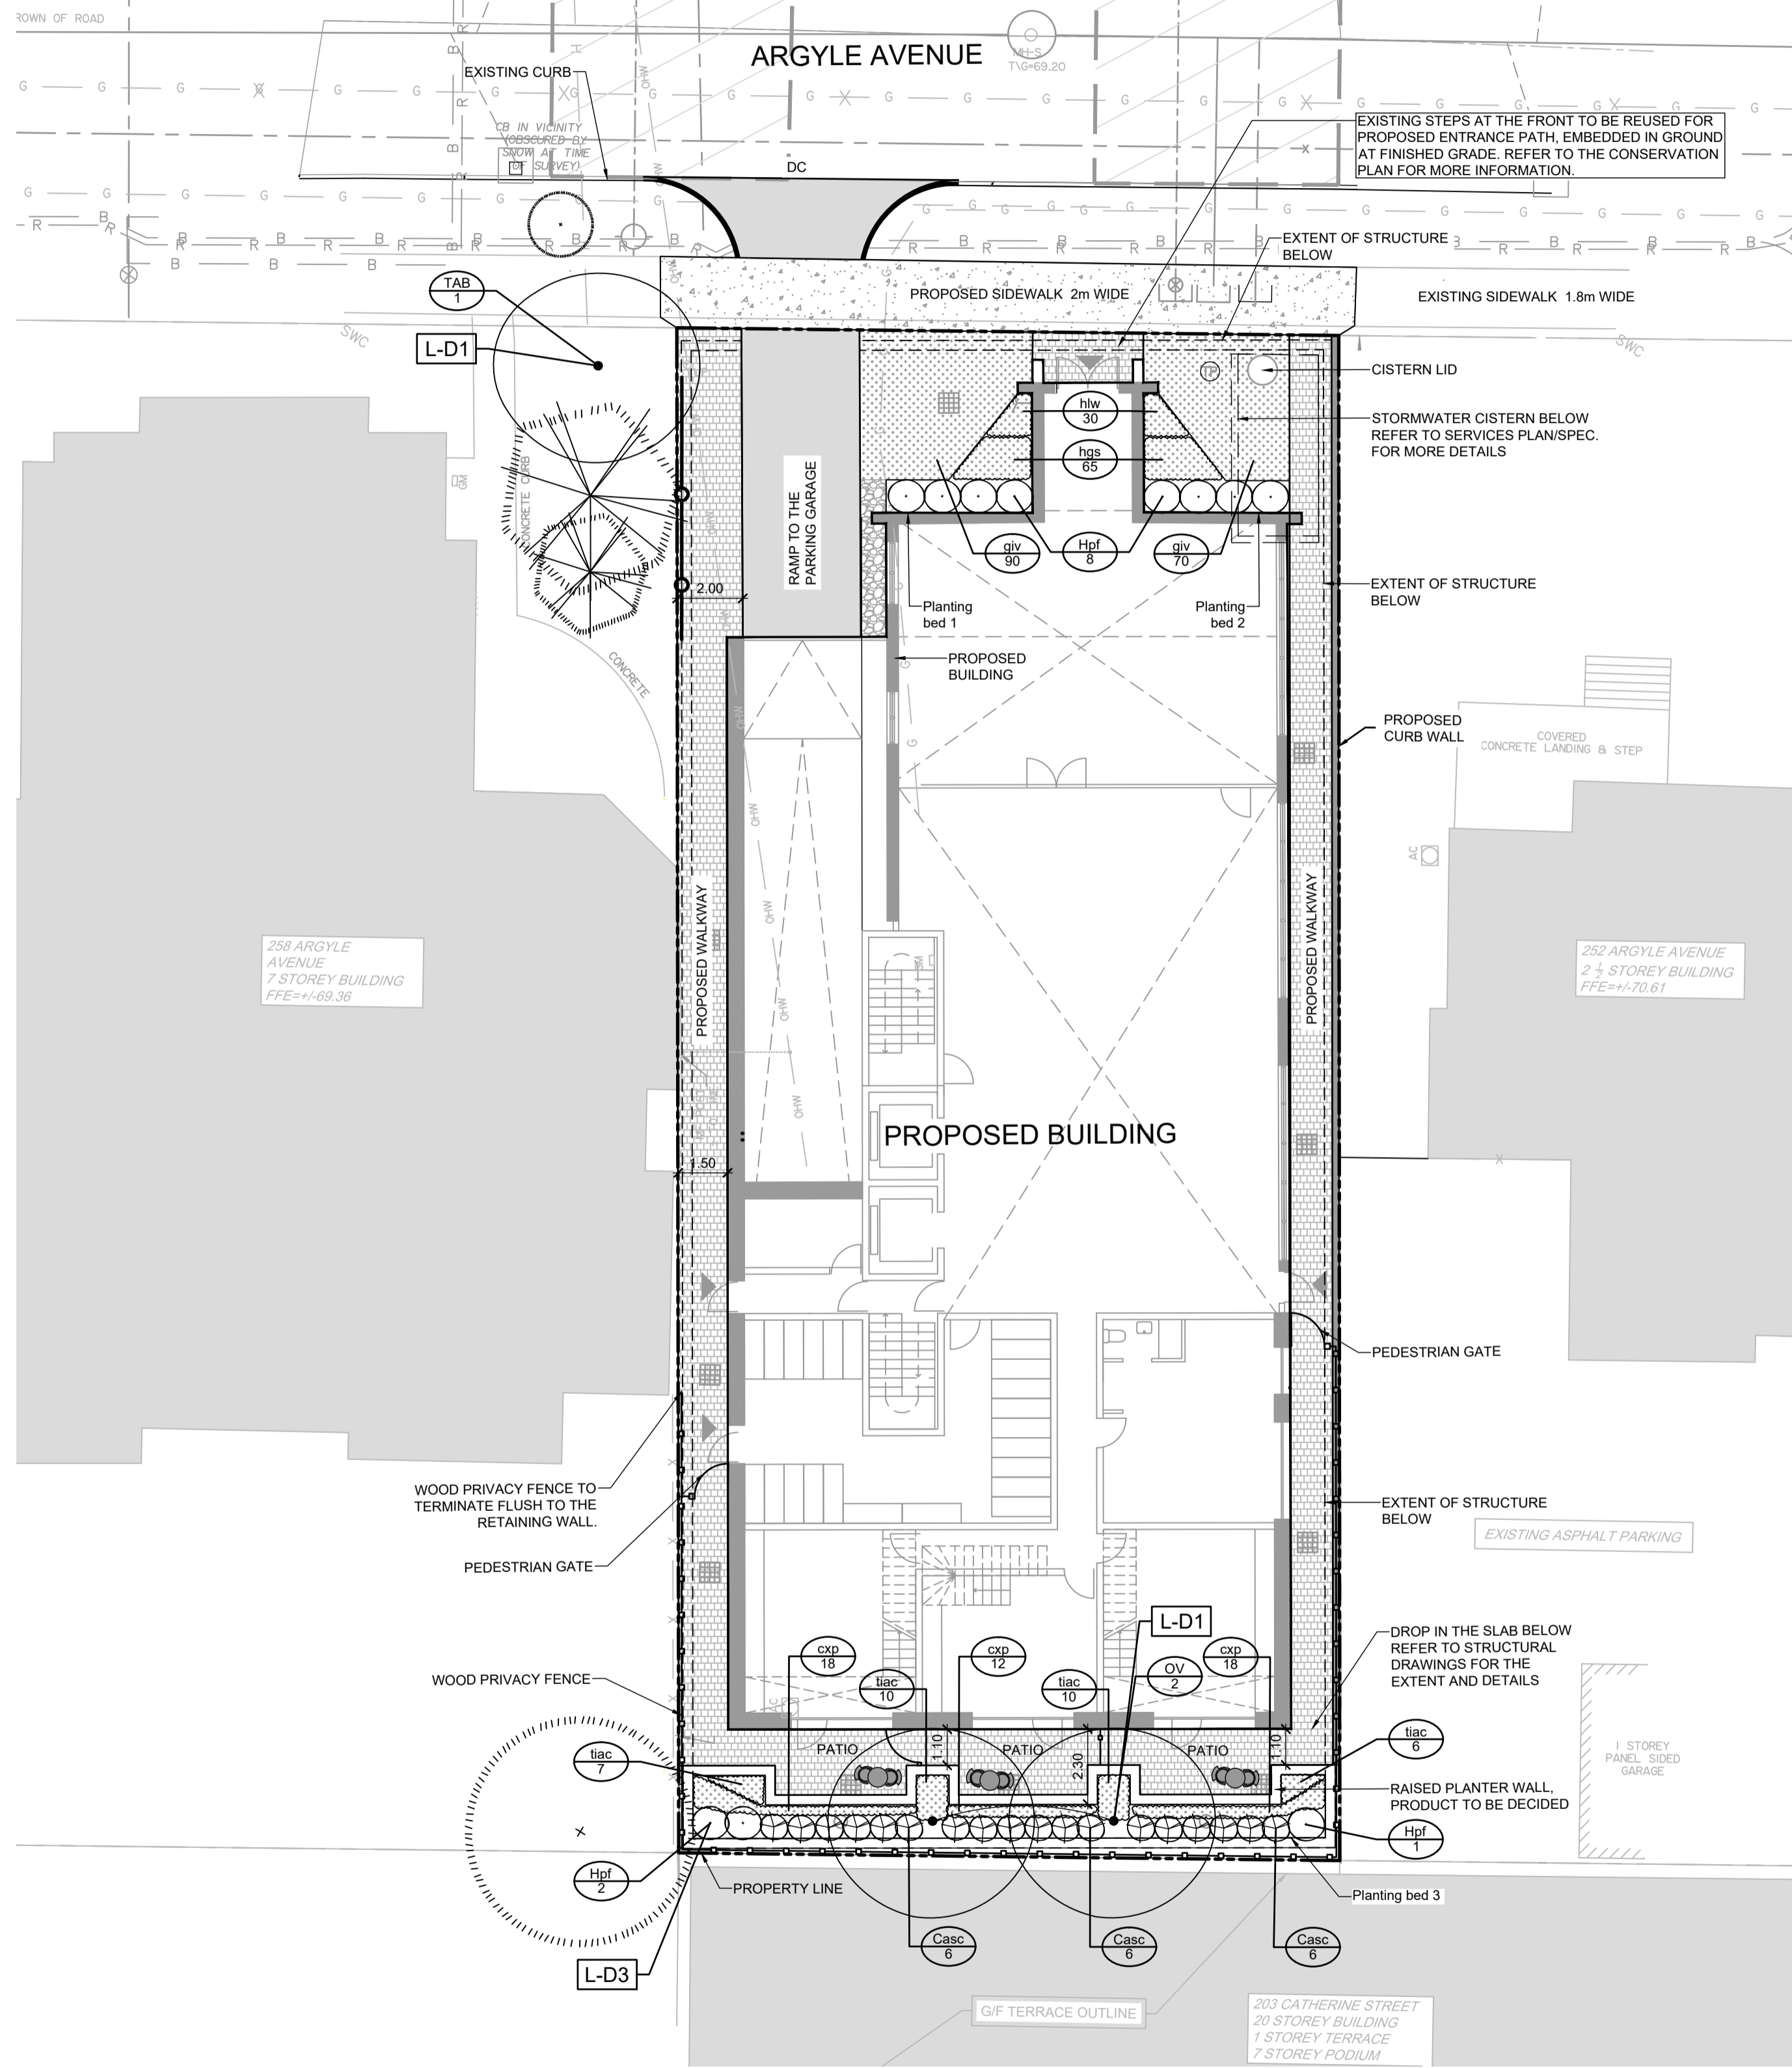 ROWN OF ROAD
ARGYLE AVENUE
MH-S
T\G=69.20
EXISTING CURB
CB IN VICINITY
(OBSCURED BY
SNOW AT TIME
OF SURVEY)
DC
EXISTING STEPS AT THE FRONT TO BE REUSED FOR
PROPOSED ENTRANCE PATH, EMBEDDED IN GROUND
AT FINISHED GRADE. REFER TO THE CONSERVATION
PLAN FOR MORE INFORMATION.
EXTENT OF STRUCTURE
BELOW
TAB
1
PROPOSED SIDEWALK 2m WIDE
EXISTING SIDEWALK 1.8m WIDE
SWC
SWC
L-D1
TP
CISTERN LID
hlw
30
STORMWATER CISTERN BELOW
REFER TO SERVICES PLAN/SPEC.
FOR MORE DETAILS
hgs
65
GM
CONCRETE CURB
RAMP TO THE
PARKING GARAGE
giv
90
Hpf
8
giv
70
2.00
EXTENT OF STRUCTURE
BELOW
Planting
bed 1
Planting
bed 2
CONCRETE
PROPOSED
BUILDING
PROPOSED
CURB WALL
COVERED
CONCRETE LANDING & STEP
AC
PROPOSED WALKWAY
PROPOSED WALKWAY
258 ARGYLE
AVENUE
7 STOREY BUILDING
FFE=+/-69.36
252 ARGYLE AVENUE
2 1/2 STOREY BUILDING
FFE=+/-70.61
OHW
GM
PROPOSED BUILDING
1.50
PEDESTRIAN GATE
WOOD PRIVACY FENCE TO
TERMINATE FLUSH TO THE
RETAINING WALL.
EXTENT OF STRUCTURE
BELOW
EXISTING ASPHALT PARKING
PEDESTRIAN GATE
L-D1
DROP IN THE SLAB BELOW
REFER TO STRUCTURAL
DRAWINGS FOR THE
EXTENT AND DETAILS
cxp
18
cxp
12
cxp
18
WOOD PRIVACY FENCE
tiac
10
tiac
10
OV
2
AC
tiac
6
PATIO
1.10
PATIO
2.30
PATIO
1.10
tiac
7
1 STOREY
PANEL SIDED
GARAGE
RAISED PLANTER WALL,
PRODUCT TO BE DECIDED
Hpf
1
Hpf
2
PROPERTY LINE
Planting bed 3
Casc
6
Casc
6
Casc
6
L-D3
G/F TERRACE OUTLINE
203 CATHERINE STREET
20 STOREY BUILDING
1 STOREY TERRACE
7 STOREY PODIUM